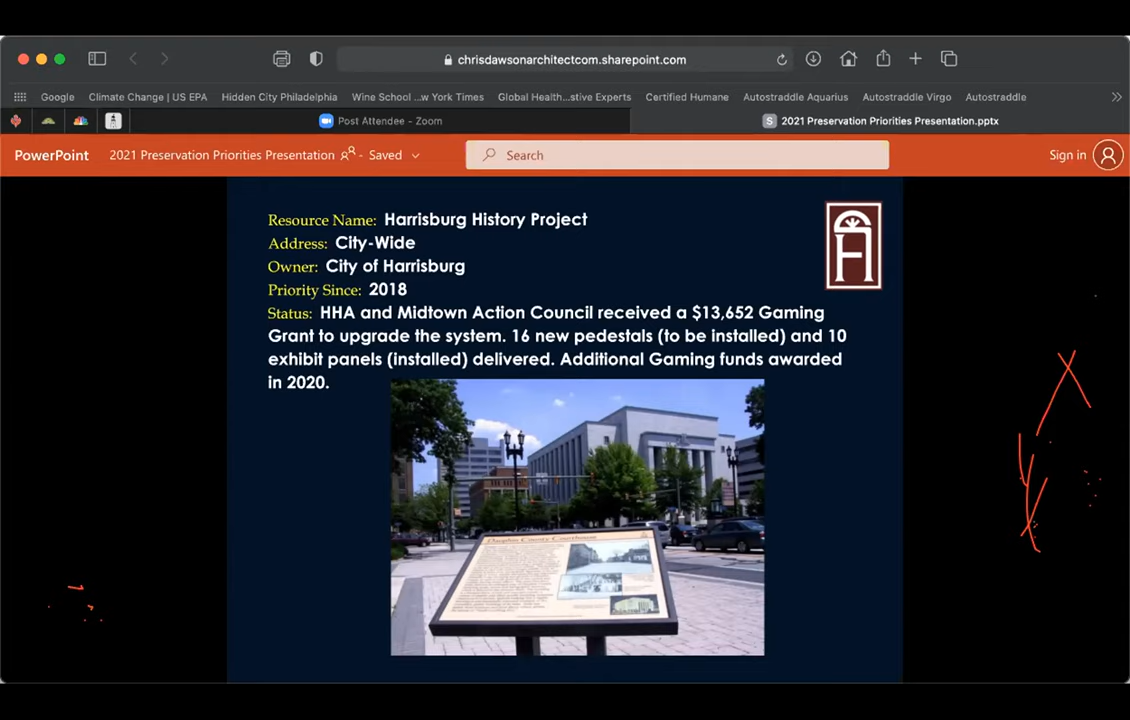 chrisdawsonarchitectcom.sharepoint.com
Google Climate Change | US EPA Hidden City Philadelphia Wine School ...w York Times Global Health...stive Experts Certified Humane Autostraddle Aquarius Autostraddle Virgo Autostraddle
Post Attendee - Zoom S 2021 Preservation Priorities Presentation.pptx
PowerPoint 2021 Preservation Priorities Presentation - Saved Search Sign in
Resource Name: Harrisburg History Project
Address: City-Wide
Owner: City of Harrisburg
Priority Since: 2018
Status: HHA and Midtown Action Council received a $13,652 Gaming
Grant to upgrade the system. 16 new pedestals (to be installed) and 10
exhibit panels (installed) delivered. Additional Gaming funds awarded
in 2020.
Dauphin County Courthouse